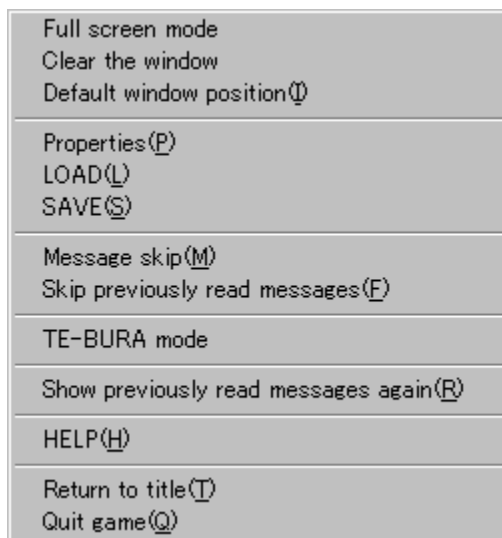 Full screen mode
Clear the window
Default window position(I)
Properties(P)
LOAD(L)
SAVE(S)
Message skip(M)
Skip previously read messages(F)
TE-BURA mode
Show previously read messages again(R)
HELP(H)
Return to title(T)
Quit game(Q)